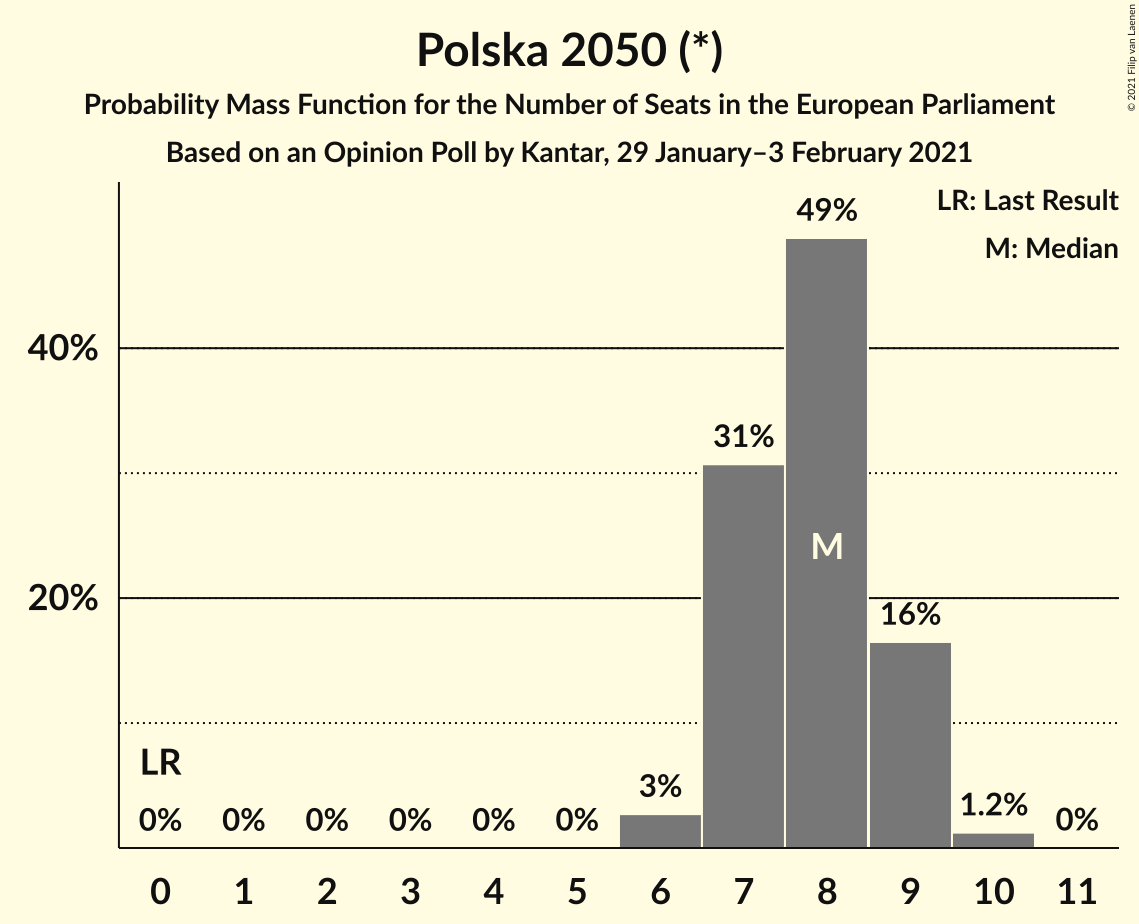 Polska 2050 (*)
Probability Mass Function for the Number of Seats in the European Parliament
Based on an Opinion Poll by Kantar, 29 January–3 February 2021
© 2021 Filip van Laenen
LR: Last Result
M: Median
49%
40%
31%
M
20%
16%
LR
3%
1.2%
0% 0% 0% 0% 0% 0% 0%
0 1 2 3 4 5 6 7 8 9 10 11